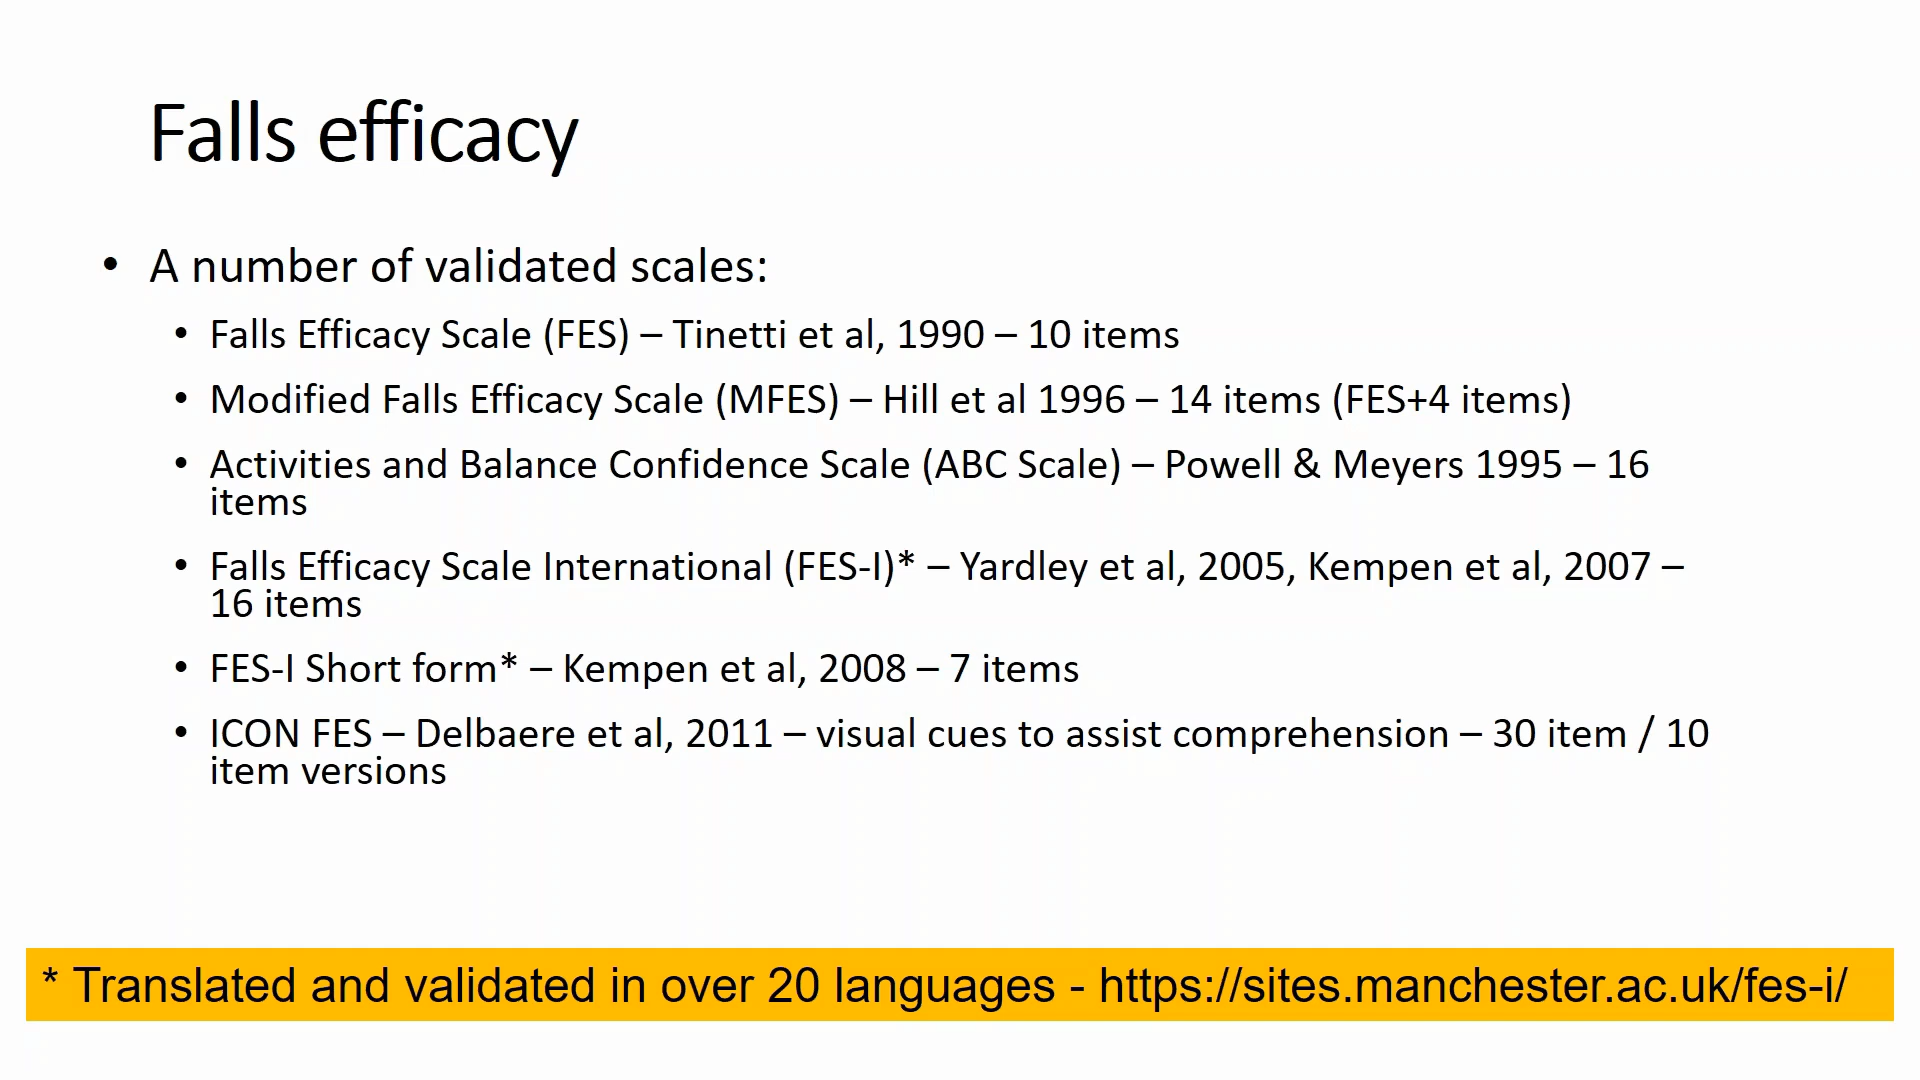 Falls efficacy
• A number of validated scales:
• Falls Efficacy Scale (FES) – Tinetti et al, 1990 – 10 items
• Modified Falls Efficacy Scale (MFES) – Hill et al 1996 – 14 items (FES+4 items)
• Activities and Balance Confidence Scale (ABC Scale) – Powell & Meyers 1995 – 16
items
• Falls Efficacy Scale International (FES-I)* – Yardley et al, 2005, Kempen et al, 2007 –
16 items
• FES-I Short form* – Kempen et al, 2008 – 7 items
• ICON FES – Delbaere et al, 2011 – visual cues to assist comprehension – 30 item / 10
item versions
* Translated and validated in over 20 languages - https://sites.manchester.ac.uk/fes-i/